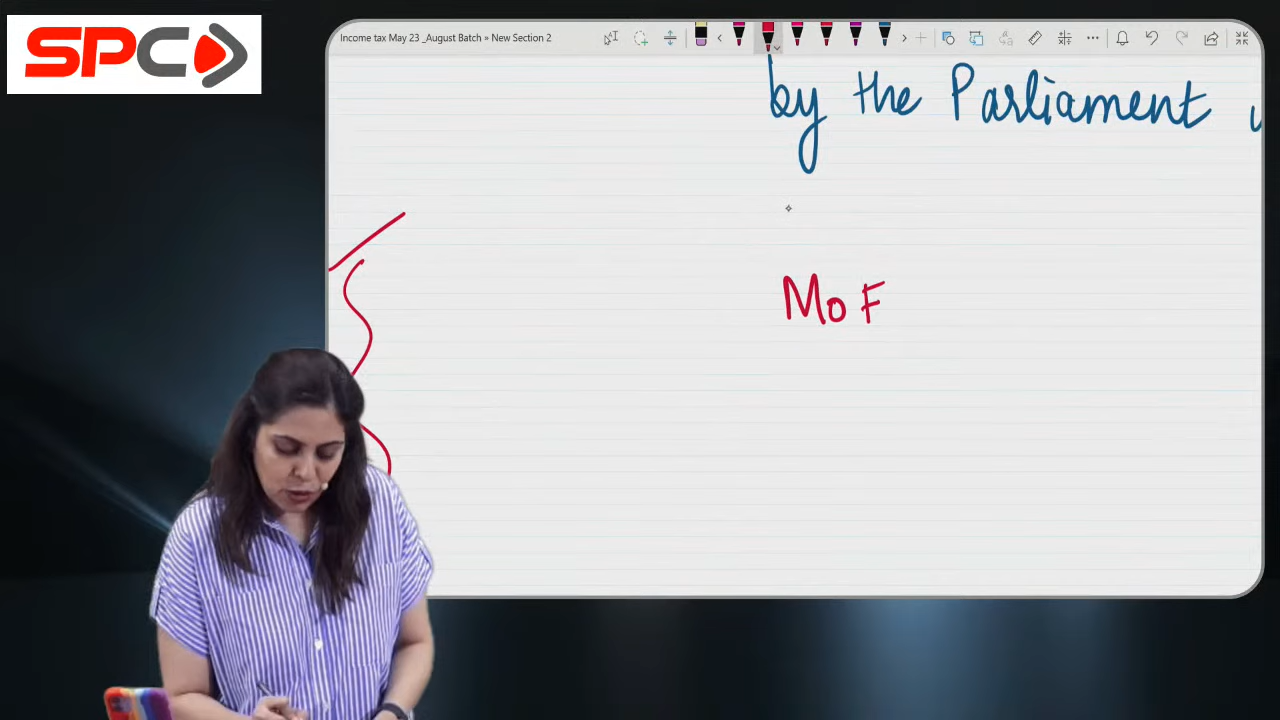 SPC
Income tax May 23 _August Batch » New Section 2
by the Parliament
MoF